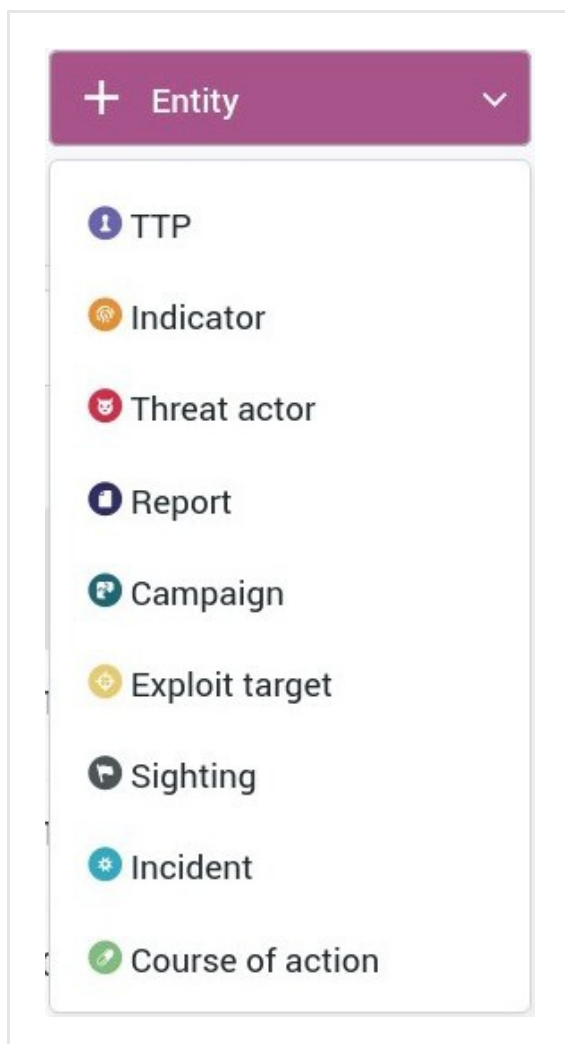 + Entity
TTP
Indicator
Threat actor
Report
Campaign
Exploit target
Sighting
Incident
Course of action